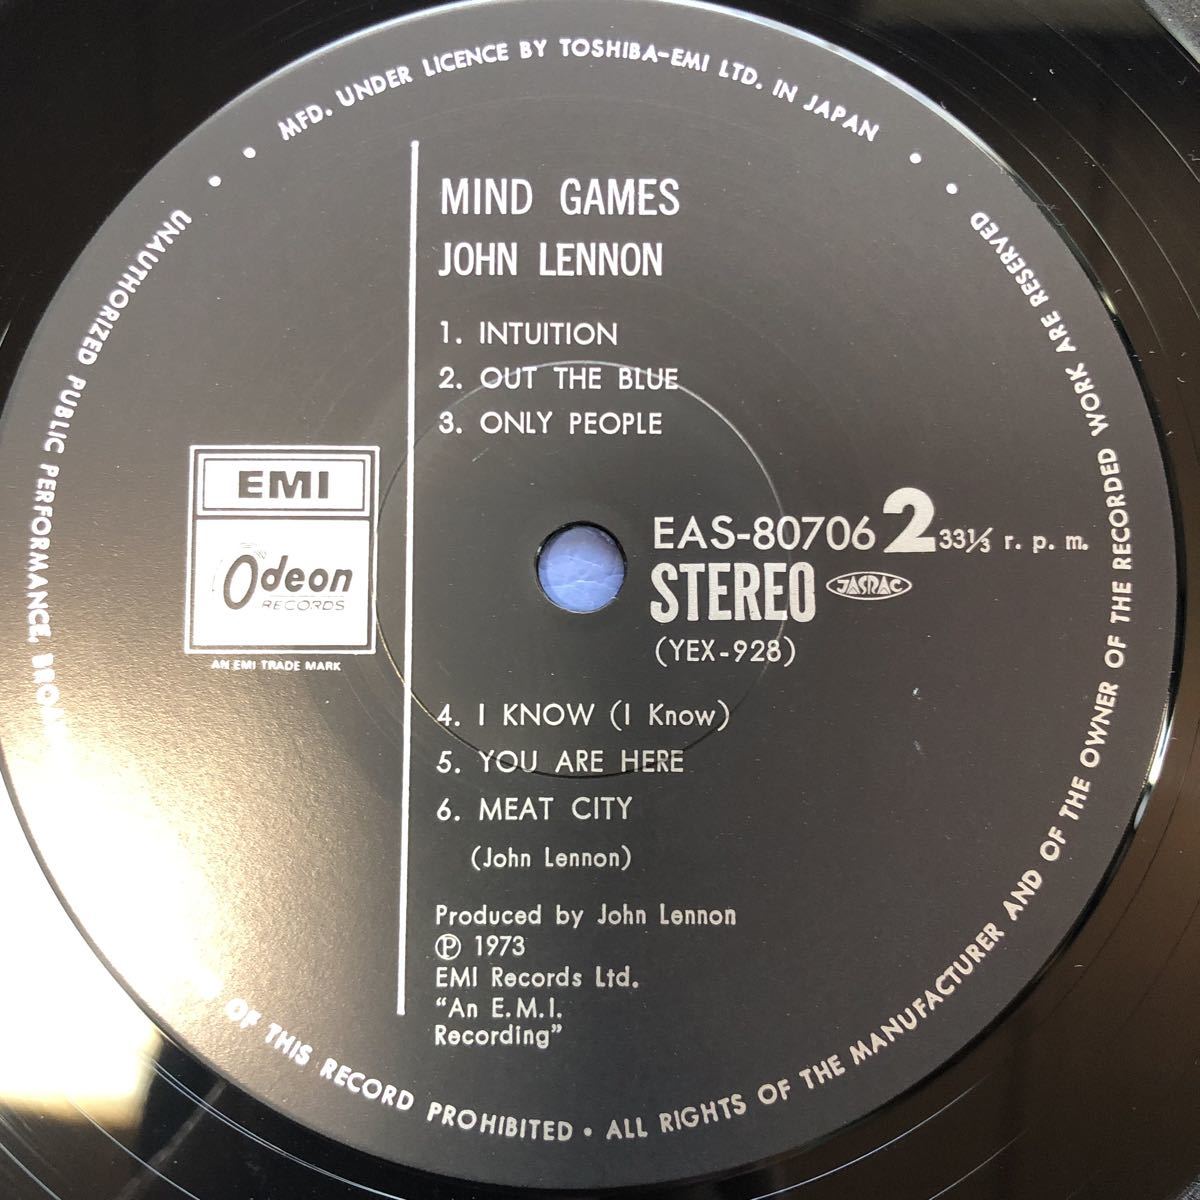 MFD. UNDER LICENCE BY TOSHIBA-EMI LTD. IN JAPAN
MIND GAMES
JOHN LENNON
1. INTUITION
2. OUT THE BLUE
3. ONLY PEOPLE
EMI
Odeon
RECORDS
AN EMI TRADE MARK
EAS-80706 2 33⅓ r. p. m.
STEREO JASRAC
(YEX-928)
4. I KNOW (I Know)
5. YOU ARE HERE
6. MEAT CITY
(John Lennon)
Produced by John Lennon
℗ 1973
EMI Records Ltd.
"An E.M.I.
Recording"
UNAUTHORIZED PUBLIC PERFORMANCE, OF THIS RECORD PROHIBITED • ALL RIGHTS OF THE MANUFACTURER AND OF THE OWNER OF THE RECORDED WORK ARE RESERVED